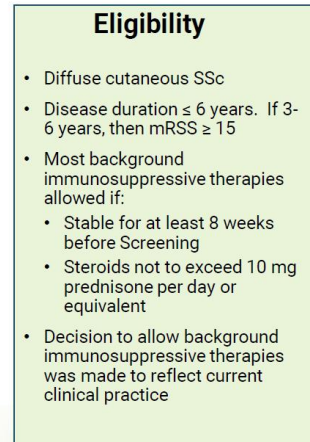 Eligibility
• Diffuse cutaneous SSc
• Disease duration ≤ 6 years. If 3-
6 years, then mRSS ≥ 15
• Most background
immunosuppressive therapies
allowed if:
• Stable for at least 8 weeks
before Screening
• Steroids not to exceed 10 mg
prednisone per day or
equivalent
• Decision to allow background
immunosuppressive therapies
was made to reflect current
clinical practice